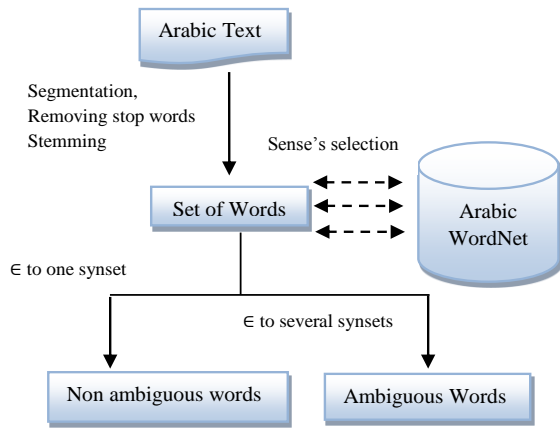 Arabic Text
Segmentation,
Removing stop words
Stemming
Sense's selection
Set of Words
Arabic
WordNet
∈ to one synset
∈ to several synsets
Non ambiguous words
Ambiguous Words